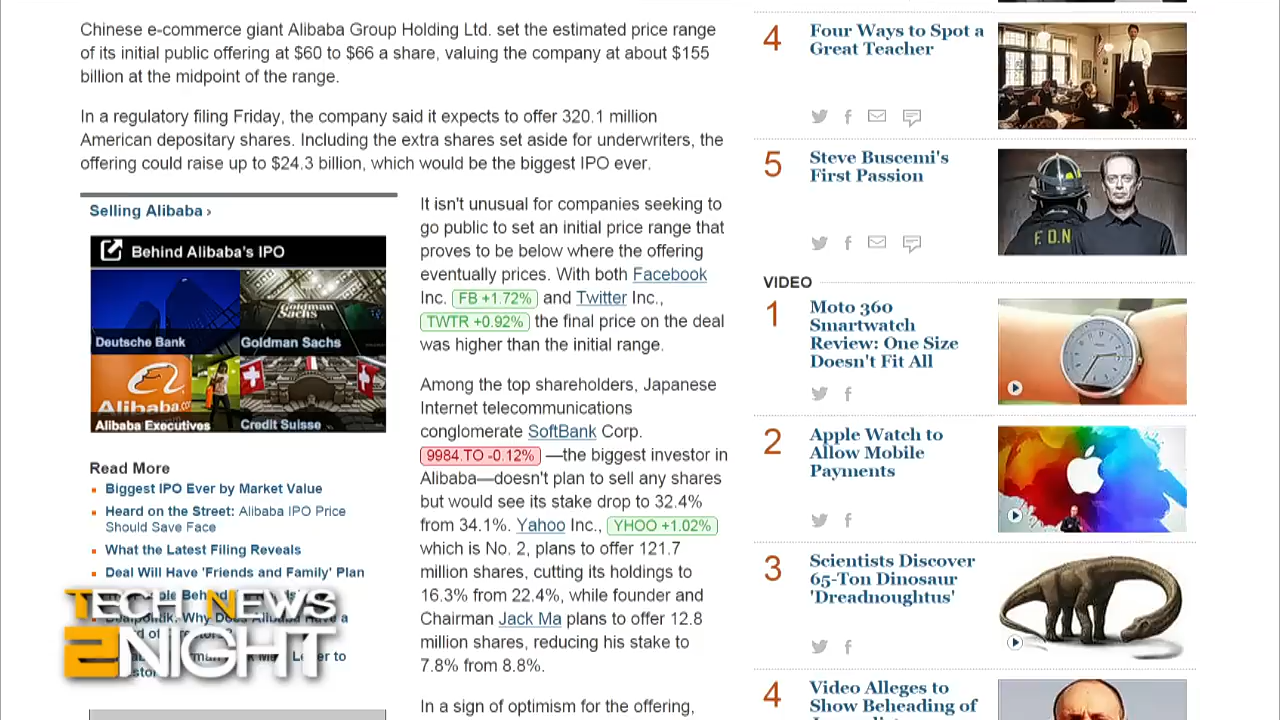 Chinese e-commerce giant Alibaba Group Holding Ltd. set the estimated price range
of its initial public offering at $60 to $66 a share, valuing the company at about $155
billion at the midpoint of the range.
In a regulatory filing Friday, the company said it expects to offer 320.1 million
American depositary shares. Including the extra shares set aside for underwriters, the
offering could raise up to $24.3 billion, which would be the biggest IPO ever.
Selling Alibaba ›
Behind Alibaba's IPO
Deutsche Bank
Goldman Sachs
Goldman Sachs
Alibaba.co
Alibaba Executives
Credit Suisse
Read More
Biggest IPO Ever by Market Value
Heard on the Street: Alibaba IPO Price
Should Save Face
What the Latest Filing Reveals
Deal Will Have 'Friends and Family' Plan
TECH NEWS
2NIGHT
It isn't unusual for companies seeking to
go public to set an initial price range that
proves to be below where the offering
eventually prices. With both Facebook
Inc. FB +1.72% and Twitter Inc.,
TWTR +0.92% the final price on the deal
was higher than the initial range.
Among the top shareholders, Japanese
Internet telecommunications
conglomerate SoftBank Corp.
9984.TO -0.12% —the biggest investor in
Alibaba—doesn't plan to sell any shares
but would see its stake drop to 32.4%
from 34.1%. Yahoo Inc., YHOO +1.02%
which is No. 2, plans to offer 121.7
million shares, cutting its holdings to
16.3% from 22.4%, while founder and
Chairman Jack Ma plans to offer 12.8
million shares, reducing his stake to
7.8% from 8.8%.
In a sign of optimism for the offering,
4
Four Ways to Spot a
Great Teacher
5
Steve Buscemi's
First Passion
F.D.N
VIDEO
1
Moto 360
Smartwatch
Review: One Size
Doesn't Fit All
2
Apple Watch to
Allow Mobile
Payments
3
Scientists Discover
65-Ton Dinosaur
'Dreadnoughtus'
4
Video Alleges to
Show Beheading of